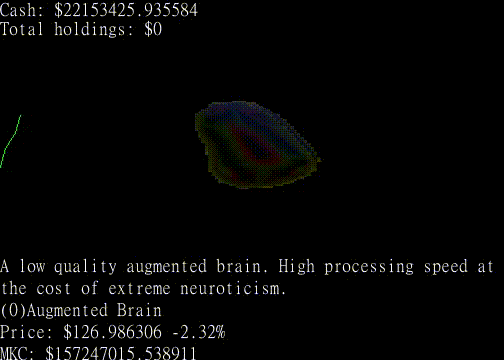 Cash: $22153425.935584
Total holdings: $0
A low quality augmented brain. High processing speed at
the cost of extreme neuroticism.
(0)Augmented Brain
Price: $126.986306 -2.32%
MKC: $157247015.538911